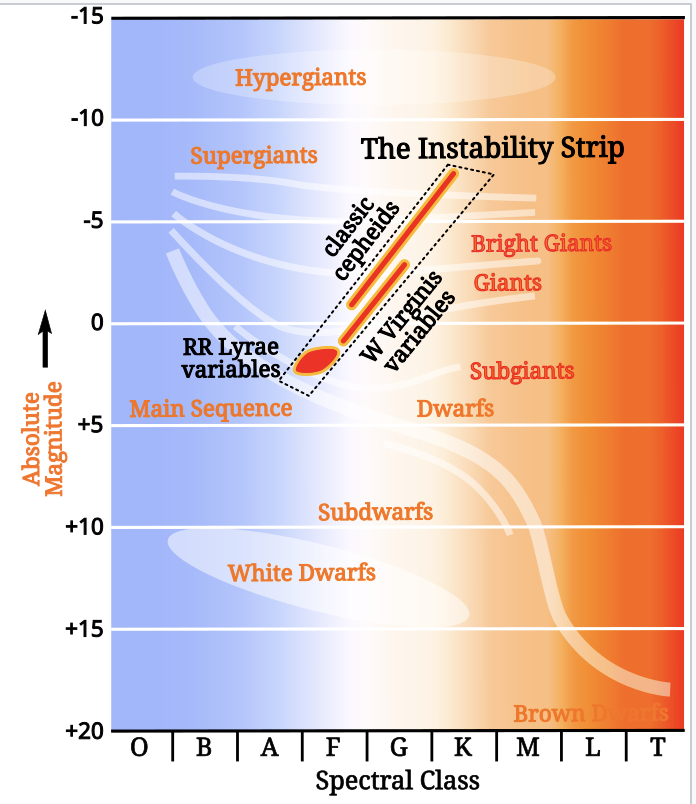 -15
-10
-5
0
+5
+10
+15
+20
Absolute
Magnitude
Hypergiants
Supergiants
The Instability Strip
classic
cepheids
Bright Giants
Giants
W Virginis
variables
RR Lyrae
variables
Subgiants
Main Sequence
Dwarfs
Subdwarfs
White Dwarfs
Brown Dwarfs
O B A F G K M L T
Spectral Class